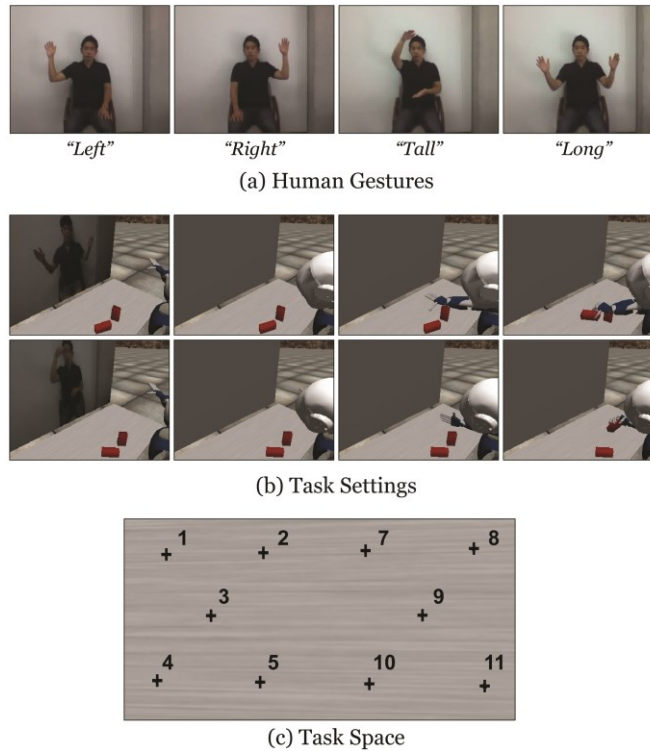 "Left" "Right" "Tall" "Long"
(a) Human Gestures
(b) Task Settings
1 2 7 8
3 9
4 5 10 11
(c) Task Space